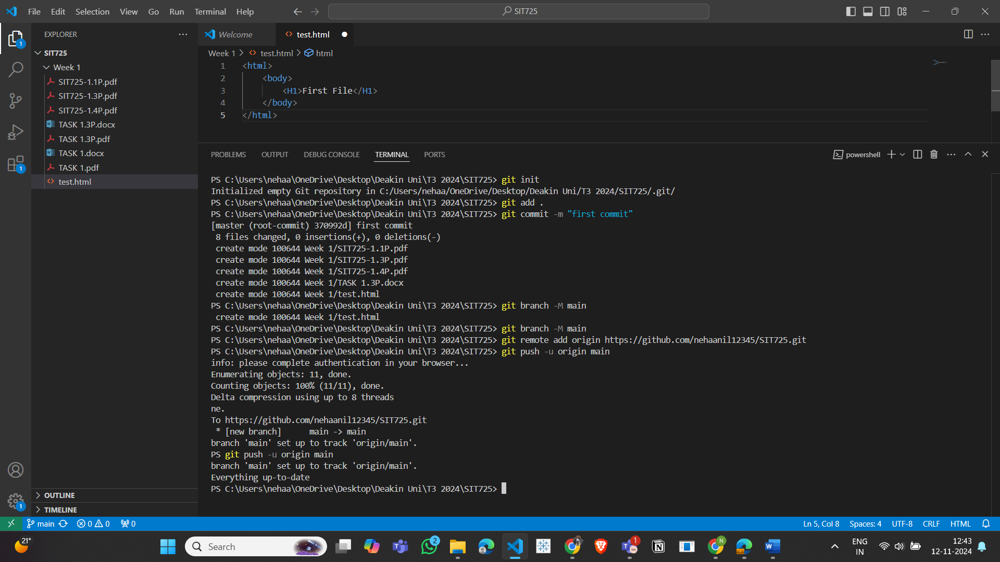 File Edit Selection View Go Run Terminal Help
SIT725
EXPLORER
SIT725
Week 1
SIT725-1.1P.pdf
SIT725-1.3P.pdf
SIT725-1.4P.pdf
TASK 1.3P.docx
TASK 1.3P.pdf
TASK 1.docx
TASK 1.pdf
test.html
OUTLINE
TIMELINE
1
1
1
Welcome
test.html
Week 1 > test.html > html
1 <html>
2 <body>
3 <H1>First File</H1>
4 </body>
5 </html>
PROBLEMS OUTPUT DEBUG CONSOLE TERMINAL PORTS
powershell
PS C:\Users\nehaa\OneDrive\Desktop\Deakin Uni\T3 2024\SIT725> git init
Initialized empty Git repository in C:/Users/nehaa/OneDrive/Desktop/Deakin Uni/T3 2024/SIT725/.git/
PS C:\Users\nehaa\OneDrive\Desktop\Deakin Uni\T3 2024\SIT725> git add .
PS C:\Users\nehaa\OneDrive\Desktop\Deakin Uni\T3 2024\SIT725> git commit -m "first commit"
[master (root-commit) 370992d] first commit
8 files changed, 0 insertions(+), 0 deletions(-)
create mode 100644 Week 1/SIT725-1.1P.pdf
create mode 100644 Week 1/SIT725-1.3P.pdf
create mode 100644 Week 1/SIT725-1.4P.pdf
create mode 100644 Week 1/TASK 1.3P.docx
create mode 100644 Week 1/test.html
PS C:\Users\nehaa\OneDrive\Desktop\Deakin Uni\T3 2024\SIT725> git branch -M main
create mode 100644 Week 1/test.html
PS C:\Users\nehaa\OneDrive\Desktop\Deakin Uni\T3 2024\SIT725> git branch -M main
PS C:\Users\nehaa\OneDrive\Desktop\Deakin Uni\T3 2024\SIT725> git remote add origin https://github.com/nehaanil12345/SIT725.git
PS C:\Users\nehaa\OneDrive\Desktop\Deakin Uni\T3 2024\SIT725> git push -u origin main
info: please complete authentication in your browser...
Enumerating objects: 11, done.
Counting objects: 100% (11/11), done.
Delta compression using up to 8 threads
ne.
To https://github.com/nehaanil12345/SIT725.git
* [new branch] main -> main
branch 'main' set up to track 'origin/main'.
PS git push -u origin main
branch 'main' set up to track 'origin/main'.
Everything up-to-date
PS C:\Users\nehaa\OneDrive\Desktop\Deakin Uni\T3 2024\SIT725>
main 0 0 0
Ln 5, Col 8 Spaces: 4 UTF-8 CRLF HTML
21°
Search
2
1
N
ENG
IN
12:43
12-11-2024